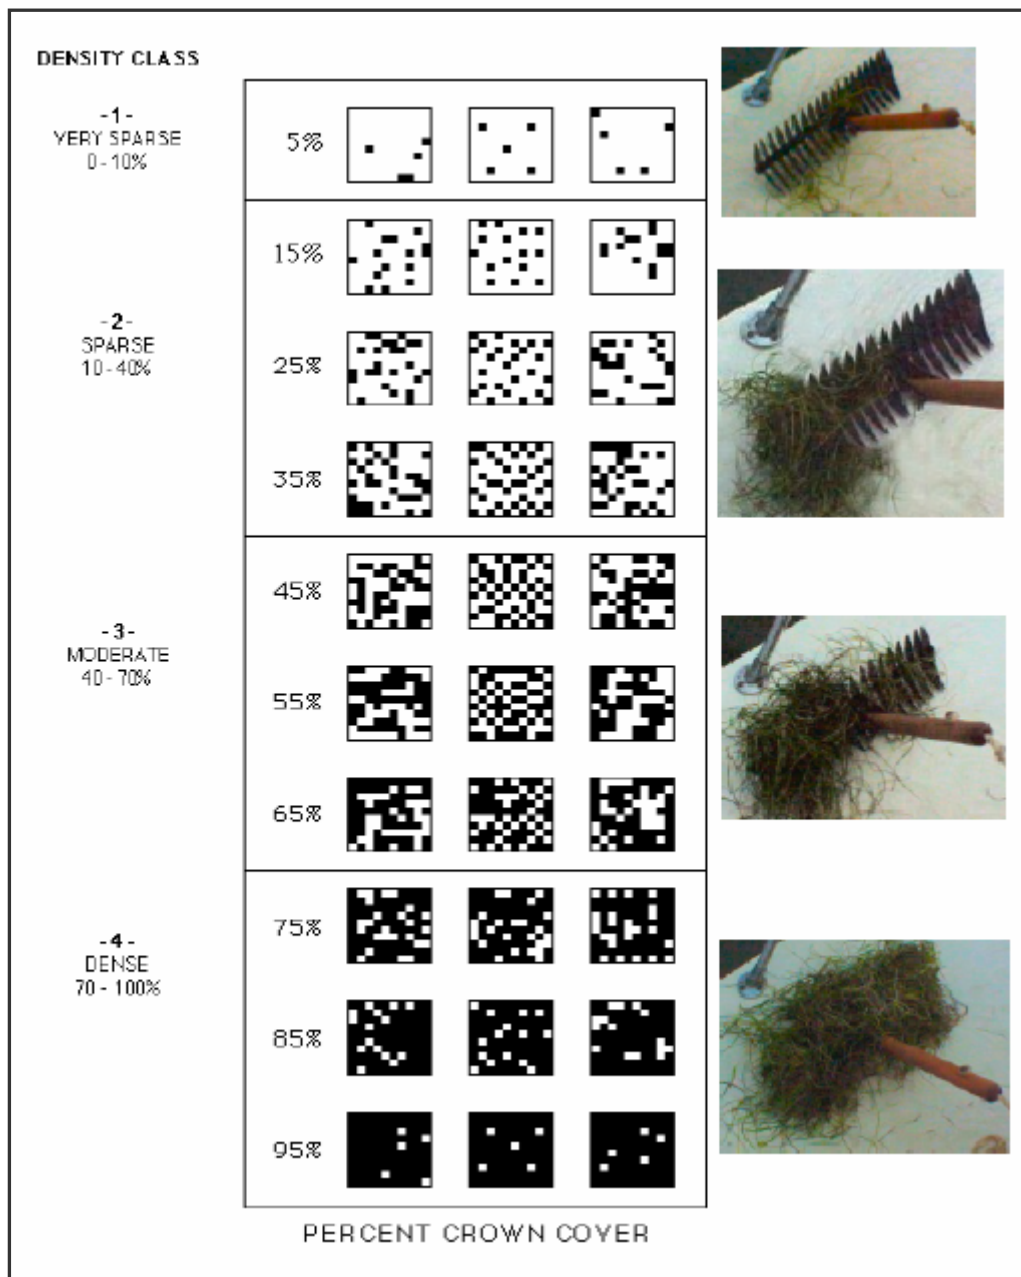 DENSITY CLASS
-1-
VERY SPARSE
0 - 10%
5%
15%
-2-
SPARSE
10 - 40%
25%
35%
45%
-3-
MODERATE
40 - 70%
55%
65%
75%
-4-
DENSE
70 - 100%
85%
95%
PERCENT CROWN COVER